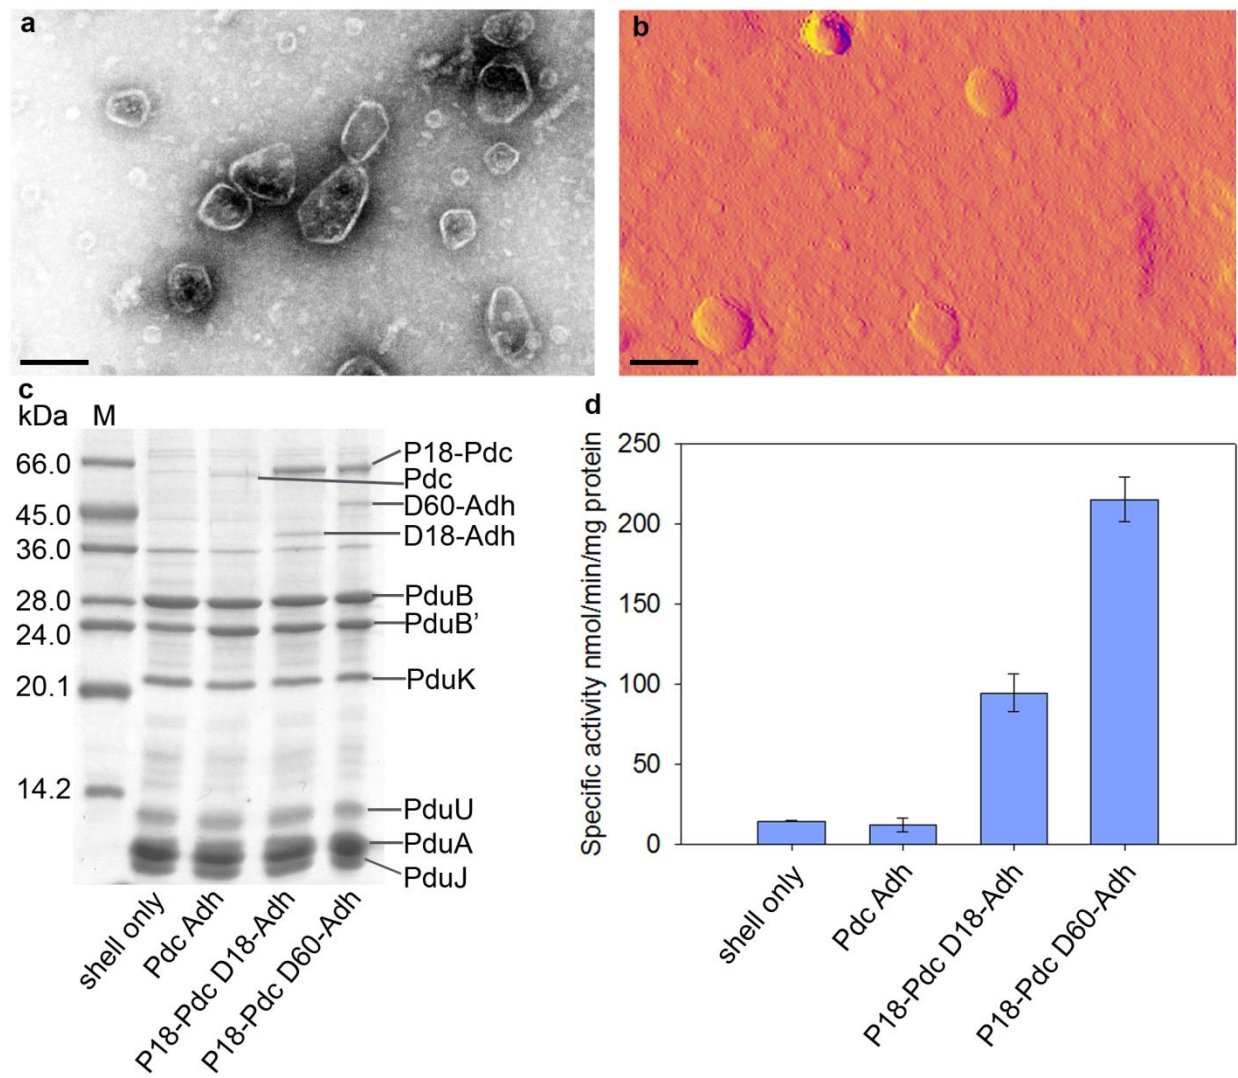 a
b
c
kDa M
66.0
45.0
36.0
28.0
24.0
20.1
14.2
P18-Pdc
Pdc
D60-Adh
D18-Adh
PduB
PduB’
PduK
PduU
PduA
PduJ
shell only
Pdc Adh
P18-Pdc D18-Adh
P18-Pdc D60-Adh
d
Specific activity nmol/min/mg protein
250
200
150
100
50
0
shell only
Pdc Adh
P18-Pdc D18-Adh
P18-Pdc D60-Adh